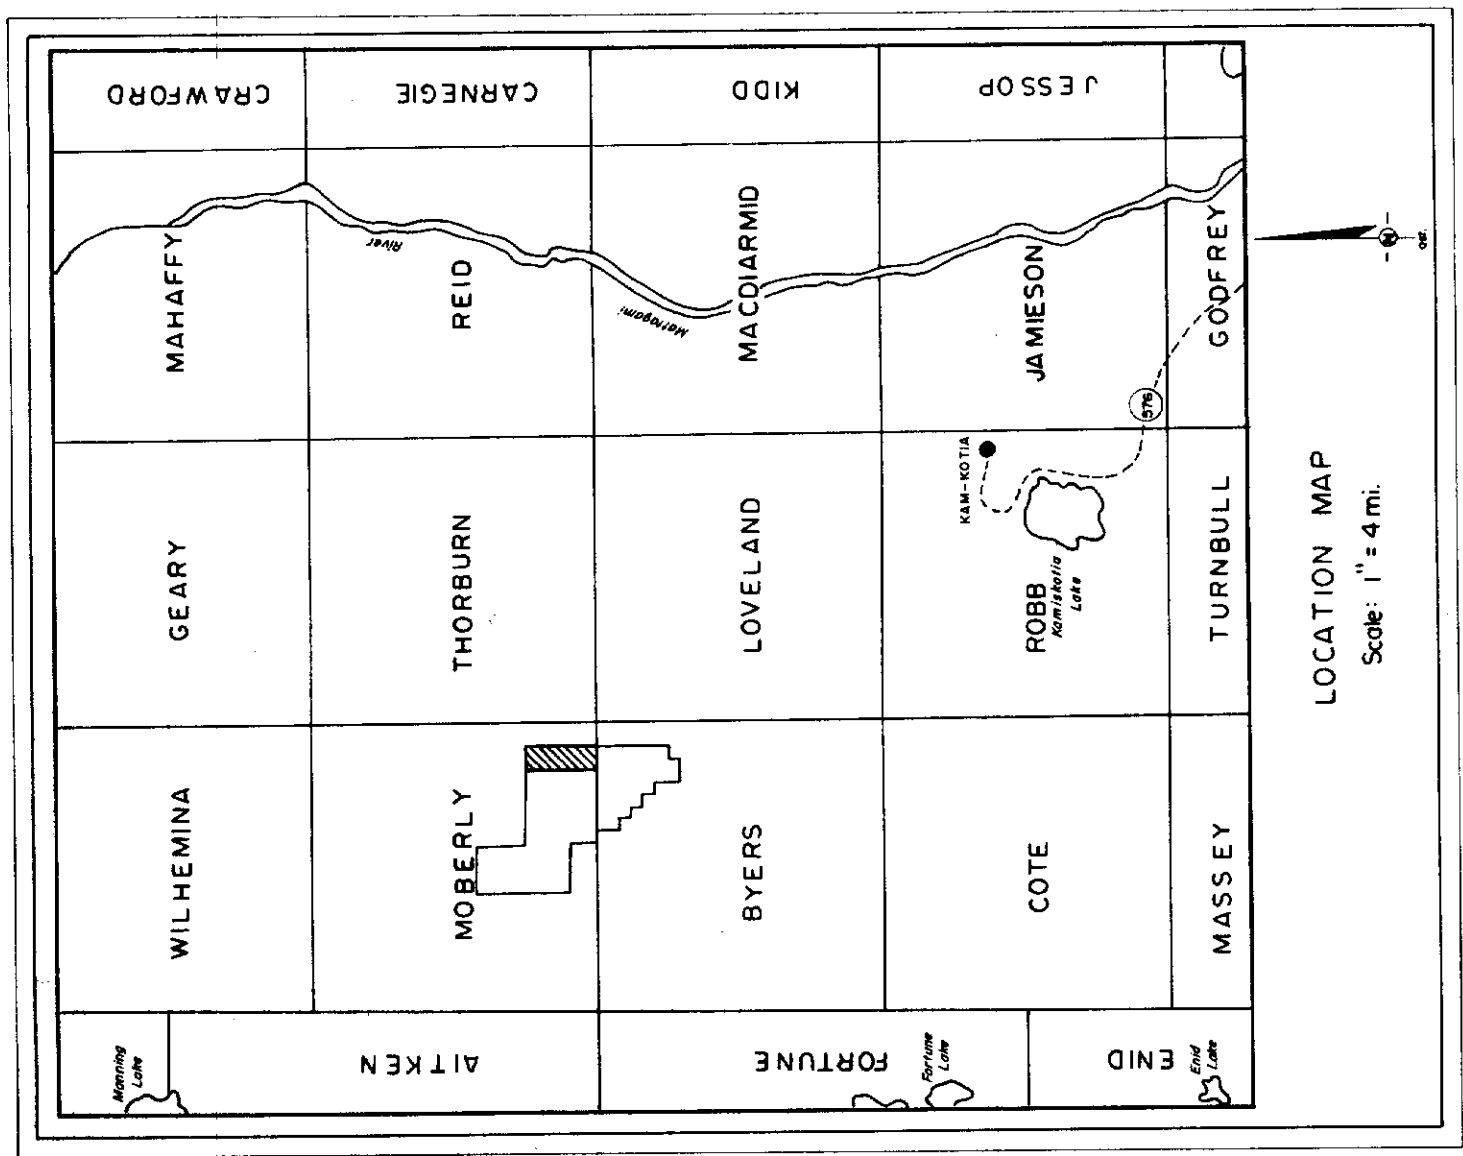 Manning
Lake
WILHEMINA
GEARY
MAHAFFY
CRAWFORD
AITKEN
MOBERLY
THORBURN
REID
River
CARNEGIE
FORTUNE
BYERS
LOVELAND
MACDIARMID
Mattagami
KIDD
Fortune
Lake
COTE
KAM-KOTIA
ROBB
Kamiskotia
Lake
JAMIESON
JESSOP
576
ENID
Enid
Lake
MASSEY
TURNBULL
GODFREY
LOCATION MAP
Scale: 1" = 4 mi.
N